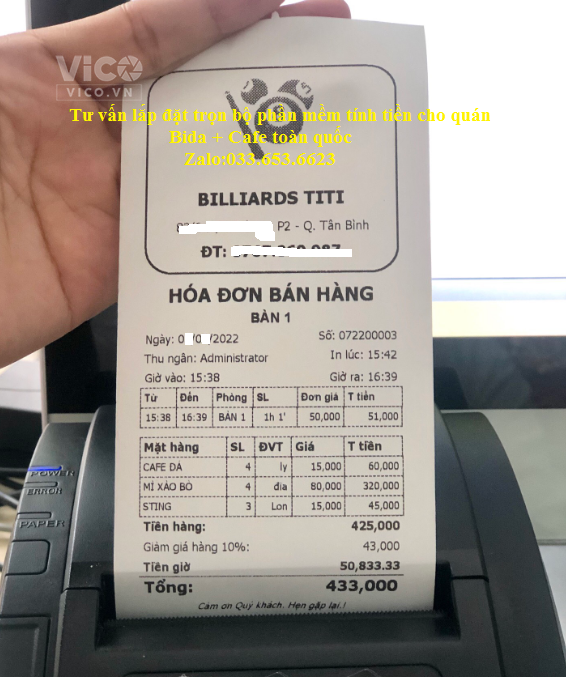 ViCO
VICO.VN
Tư vấn lắp đặt trọn bộ phần mềm tính tiền cho quán
Bida + Cafe toàn quốc
Zalo:033.653.6623
BILLIARDS TITI
P2 - Q. Tân Bình
ĐT:
HÓA ĐƠN BÁN HÀNG
BÀN 1
Ngày: 0 /0 /2022 Số: 072200003
Thu ngân: Administrator In lúc: 15:42
Giờ vào: 15:38 Giờ ra: 16:39
Từ Đến Phòng SL Đơn giá T tiền
15:38 16:39 BÀN 1 1h 1' 50,000 51,000
Mặt hàng SL ĐVT Giá T tiền
CAFE ĐÁ 4 ly 15,000 60,000
MÌ XÀO BÒ 4 dĩa 80,000 320,000
STING 3 Lon 15,000 45,000
Tiền hàng: 425,000
Giảm giá hàng 10%: 43,000
Tiền giờ 50,833.33
Tổng: 433,000
Cảm ơn Quý khách. Hẹn gặp lại.!
POWER
ERROR
PAPER